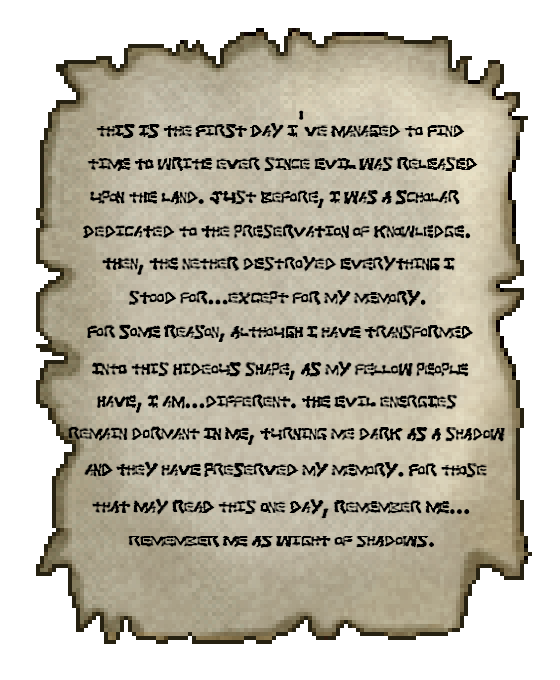 THIS IS THE FIRST DAY I'VE MANAGED TO FIND
TIME TO WRITE EVER SINCE EVIL WAS RELEASED
UPON THE LAND. JUST BEFORE, I WAS A SCHOLAR
DEDICATED TO THE PRESERVATION OF KNOWLEDGE.
THEN, THE NETHER DESTROYED EVERYTHING I
STOOD FOR...EXCEPT FOR MY MEMORY.
FOR SOME REASON, ALTHOUGH I HAVE TRANSFORMED
INTO THIS HIDEOUS SHAPE, AS MY FELLOW PEOPLE
HAVE, I AM...DIFFERENT. THE EVIL ENERGIES
REMAIN DORMANT IN ME, TURNING ME DARK AS A SHADOW
AND THEY HAVE PRESERVED MY MEMORY. FOR THOSE
THAT MAY READ THIS ONE DAY, REMEMBER ME...
REMEMBER ME AS WIGHT OF SHADOWS.